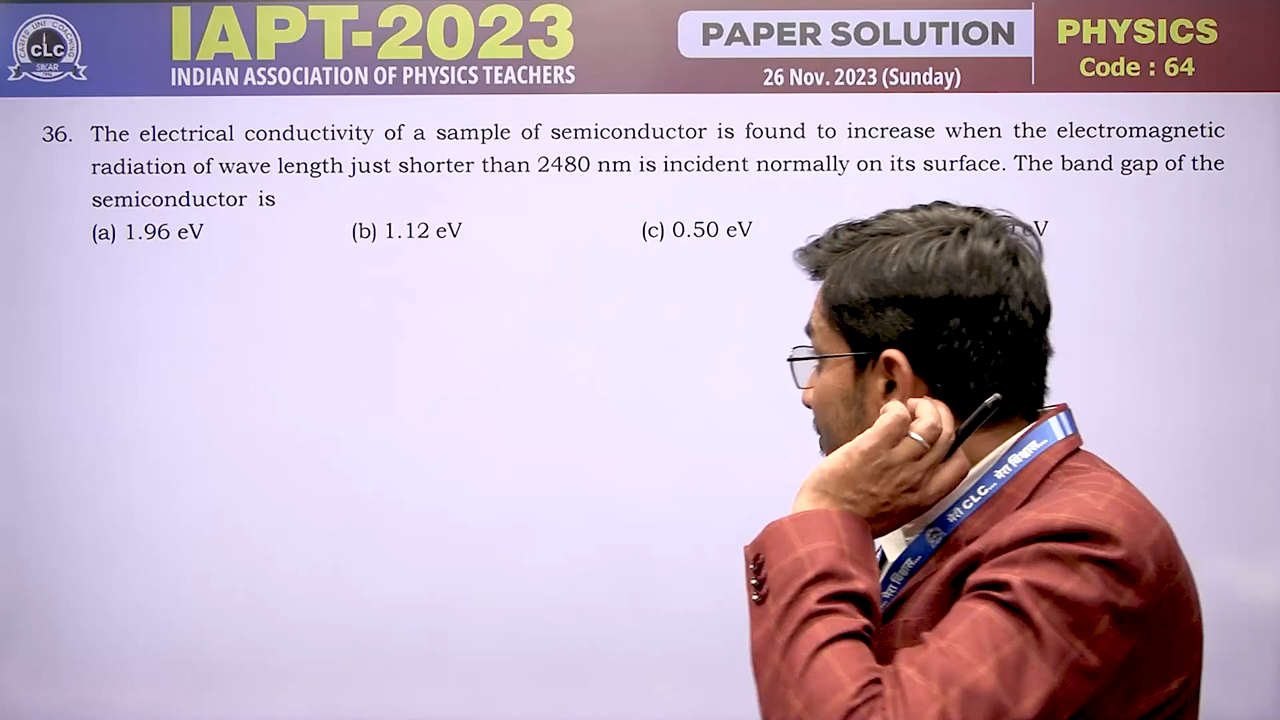 IAPT-2023
INDIAN ASSOCIATION OF PHYSICS TEACHERS
CLC
SIKAR
PAPER SOLUTION
26 Nov. 2023 (Sunday)
PHYSICS
Code : 64
36. The electrical conductivity of a sample of semiconductor is found to increase when the electromagnetic
radiation of wave length just shorter than 2480 nm is incident normally on its surface. The band gap of the
semiconductor is
(a) 1.96 eV (b) 1.12 eV (c) 0.50 eV eV
मेरा विश्वास...
मेरी CLC...
मेरा विश्वास...